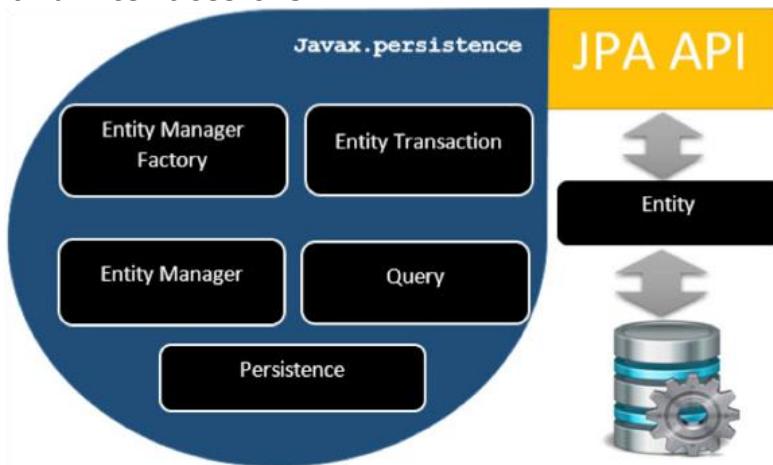 Javax.persistence
JPA API
Entity Manager
Factory
Entity Transaction
Entity
Entity Manager
Query
Persistence